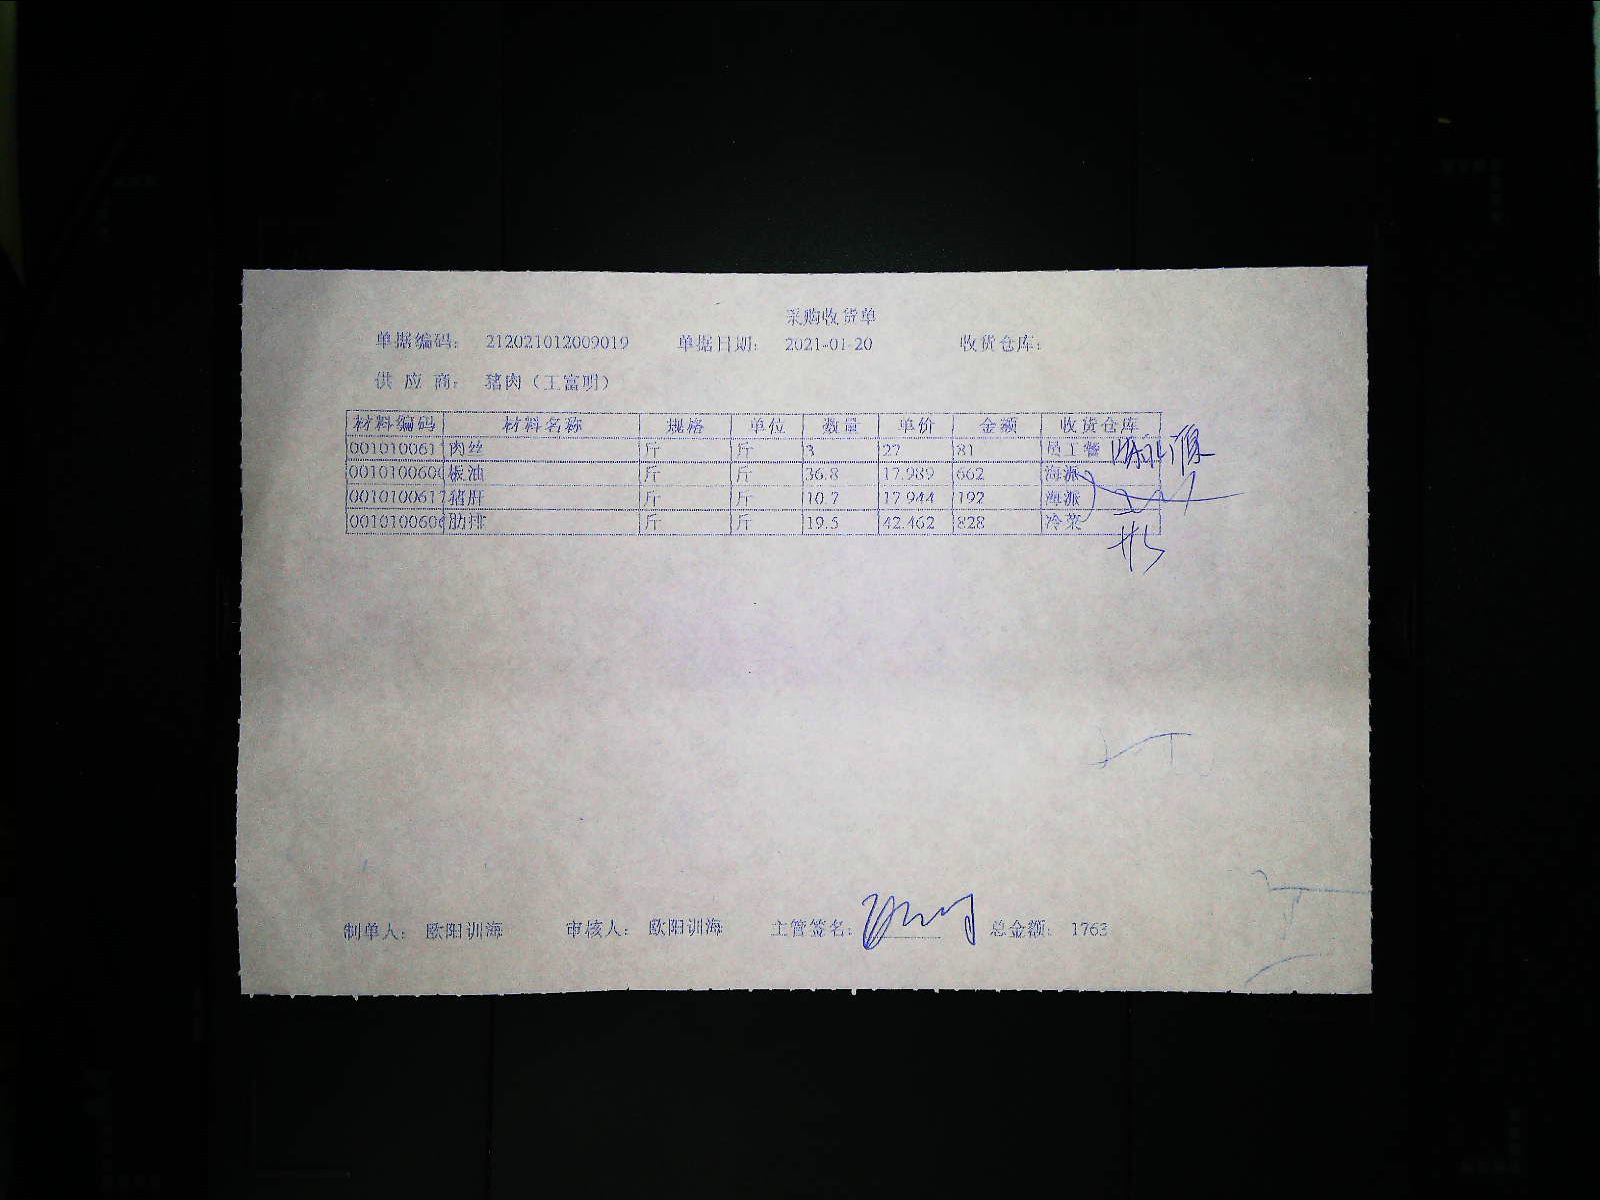 采购收货单
单据编码： 212021012009019 单据日期： 2021-01-20 收货仓库：
供 应 商： 猪肉（王富明）
材料编码 材料名称 规格 单位 数量 单价 金额 收货仓库
001010061 肉丝 斤 斤 3 27 81 员工餐
001010060 板油 斤 斤 36.8 17.989 662 海派
0010100617 猪肝 斤 斤 10.7 17.944 192 海派
001010060 肋排 斤 斤 19.5 42.462 828 冷菜
制单人： 欧阳训海 审核人： 欧阳训海 主管签名： 总金额： 1763